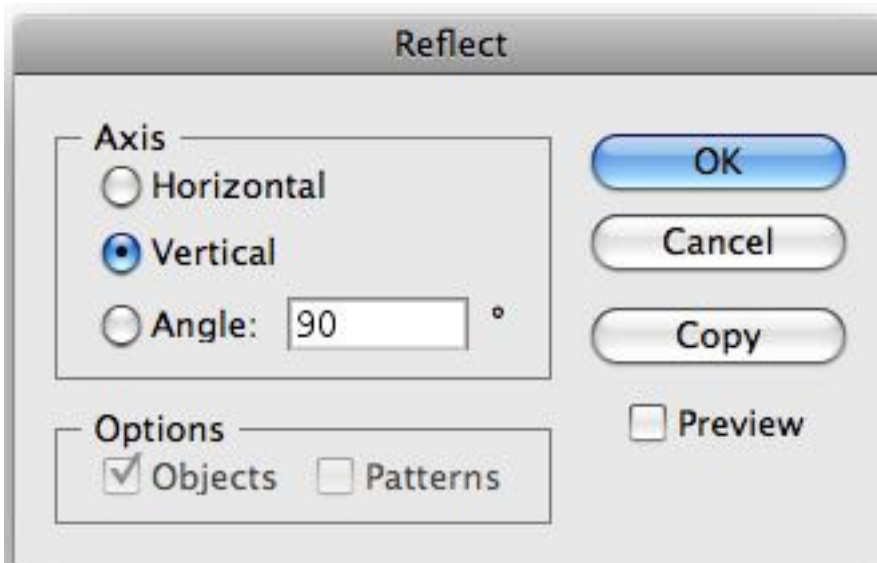 Reflect
Axis
Horizontal
Vertical
Angle: 90 °
Options
Objects Patterns
OK
Cancel
Copy
Preview